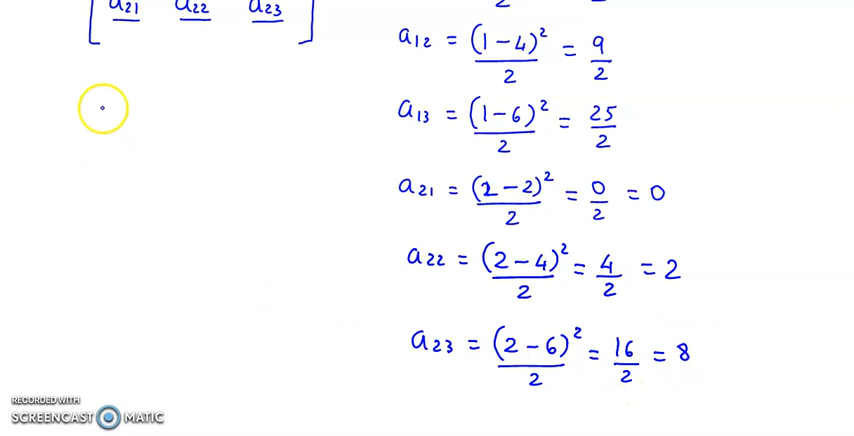 a21 a22 a23
2
a12 = (1-4)²/2 = 9/2
a13 = (1-6)²/2 = 25/2
a21 = (2-2)²/2 = 0/2 = 0
a22 = (2-4)²/2 = 4/2 = 2
a23 = (2-6)²/2 = 16/2 = 8
RECORDED WITH
SCREENCAST MATIC